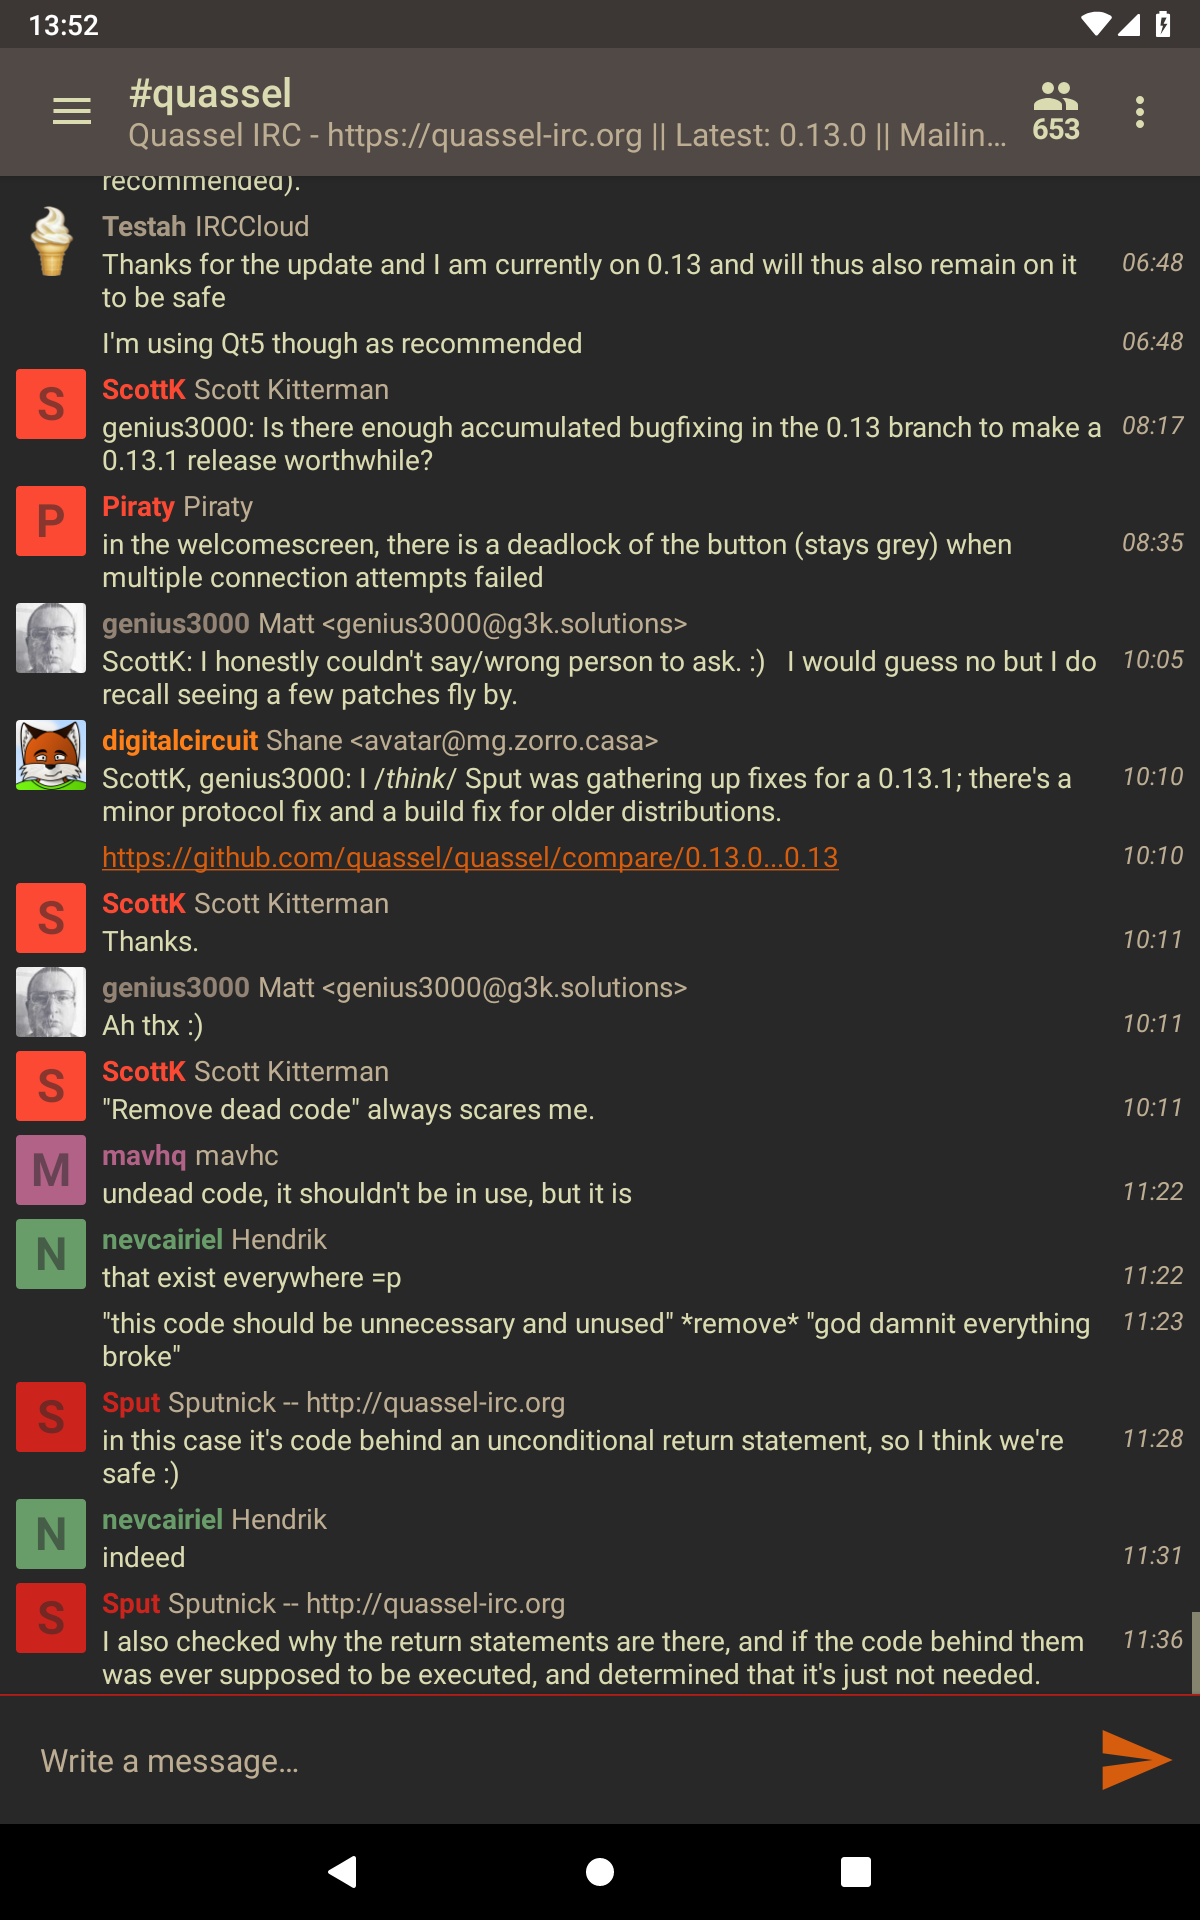 13:52
#quassel
Quassel IRC - https://quassel-irc.org || Latest: 0.13.0 || Mailin...
653
recommended).
Testah IRCCloud
Thanks for the update and I am currently on 0.13 and will thus also remain on it 06:48
to be safe
I'm using Qt5 though as recommended 06:48
S ScottK Scott Kitterman
genius3000: Is there enough accumulated bugfixing in the 0.13 branch to make a 08:17
0.13.1 release worthwhile?
P Piraty Piraty
in the welcomescreen, there is a deadlock of the button (stays grey) when 08:35
multiple connection attempts failed
genius3000 Matt <genius3000@g3k.solutions>
ScottK: I honestly couldn't say/wrong person to ask. :)   I would guess no but I do 10:05
recall seeing a few patches fly by.
digitalcircuit Shane <avatar@mg.zorro.casa>
ScottK, genius3000: I /think/ Sput was gathering up fixes for a 0.13.1; there's a 10:10
minor protocol fix and a build fix for older distributions.
https://github.com/quassel/quassel/compare/0.13.0...0.13 10:10
S ScottK Scott Kitterman
Thanks. 10:11
genius3000 Matt <genius3000@g3k.solutions>
Ah thx :) 10:11
S ScottK Scott Kitterman
"Remove dead code" always scares me. 10:11
M mavhq mavhc
undead code, it shouldn't be in use, but it is 11:22
N nevcairiel Hendrik
that exist everywhere =p 11:22
"this code should be unnecessary and unused" *remove* "god damnit everything 11:23
broke"
S Sput Sputnick -- http://quassel-irc.org
in this case it's code behind an unconditional return statement, so I think we're 11:28
safe :)
N nevcairiel Hendrik
indeed 11:31
S Sput Sputnick -- http://quassel-irc.org
I also checked why the return statements are there, and if the code behind them 11:36
was ever supposed to be executed, and determined that it's just not needed.
Write a message...